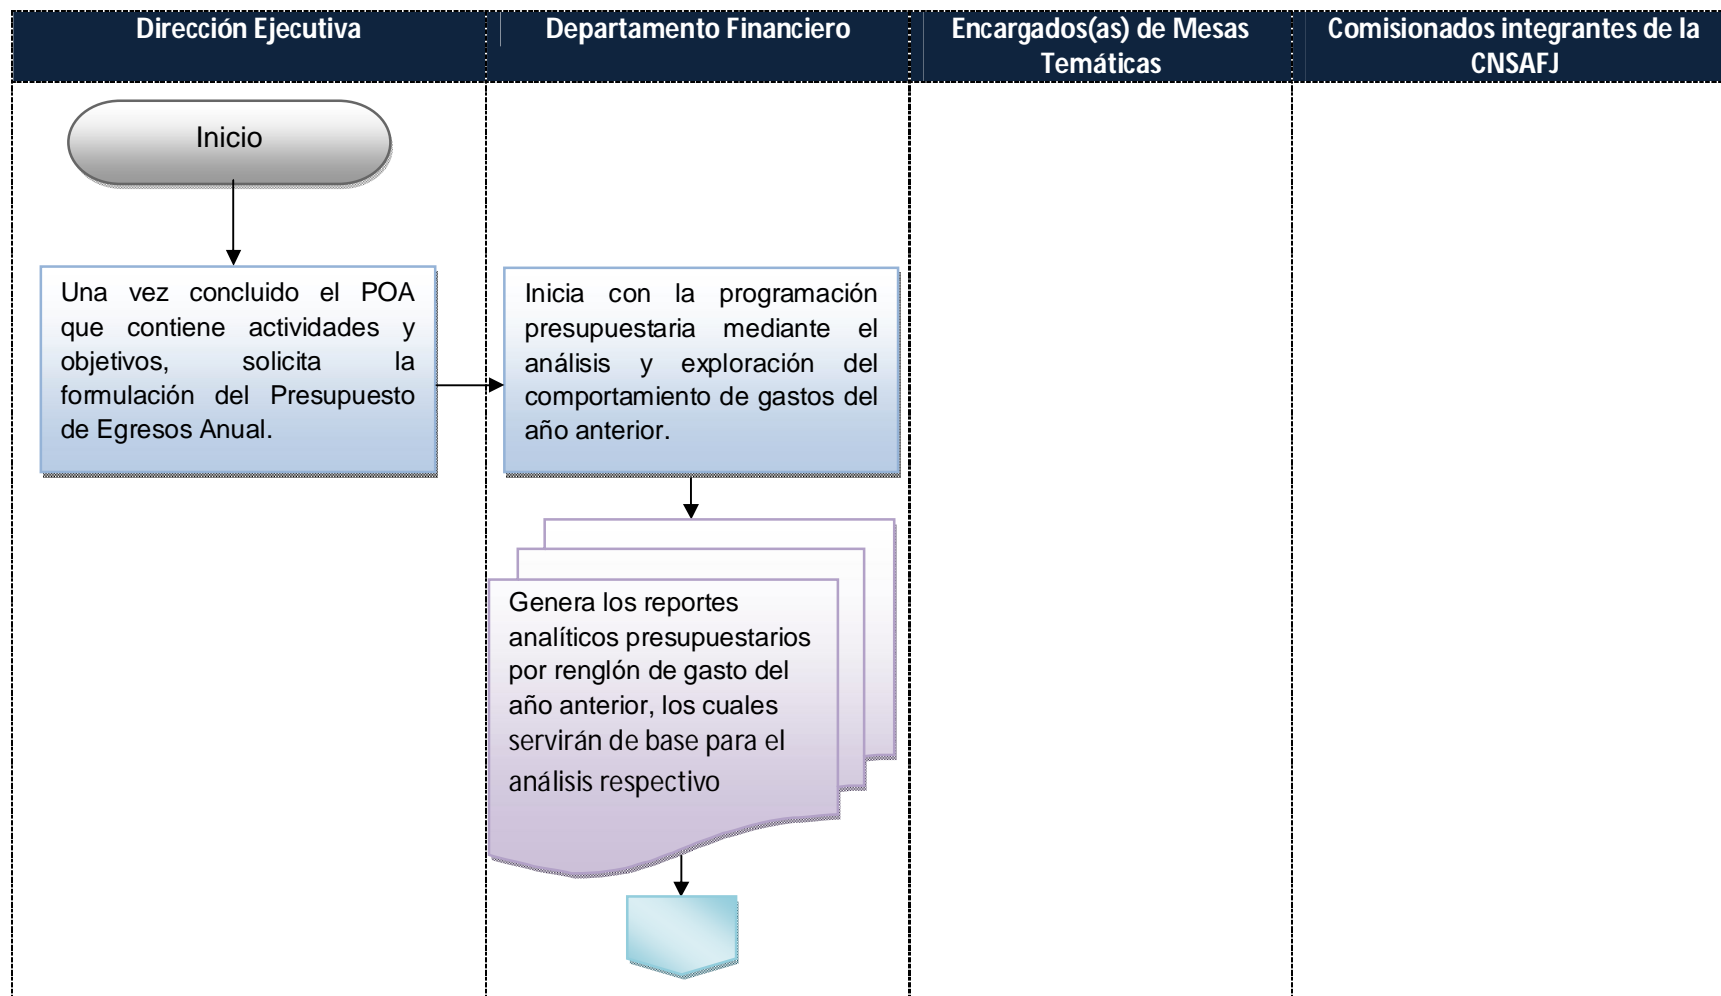 Dirección Ejecutiva
Departamento Financiero
Encargados(as) de Mesas
Temáticas
Comisionados integrantes de la
CNSAFJ
Inicio
Una vez concluido el POA
que contiene actividades y
objetivos, solicita la
formulación del Presupuesto
de Egresos Anual.
Inicia con la programación
presupuestaria mediante el
análisis y exploración del
comportamiento de gastos del
año anterior.
Genera los reportes
analíticos presupuestarios
por renglón de gasto del
año anterior, los cuales
servirán de base para el
análisis respectivo